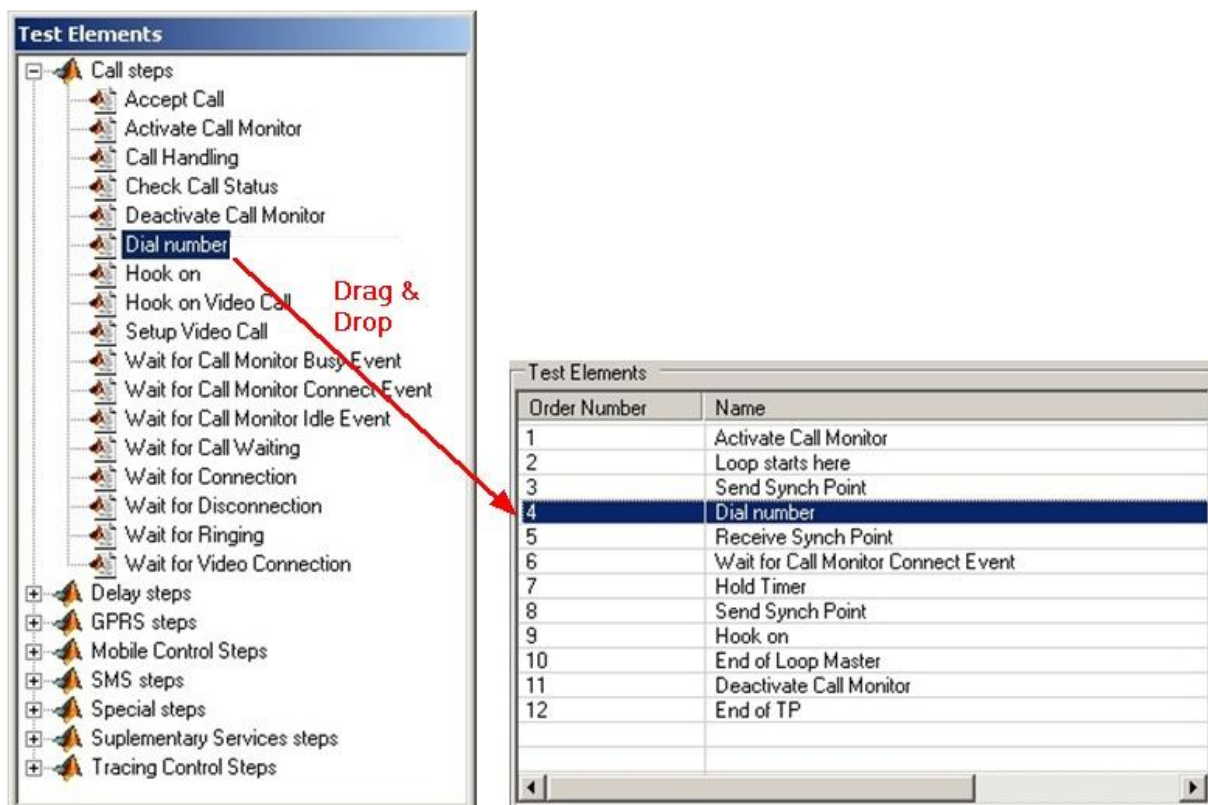 Test Elements
Call steps
Accept Call
Activate Call Monitor
Call Handling
Check Call Status
Deactivate Call Monitor
Dial number
Hook on
Hook on Video Call
Setup Video Call
Wait for Call Monitor Busy Event
Wait for Call Monitor Connect Event
Wait for Call Monitor Idle Event
Wait for Call Waiting
Wait for Connection
Wait for Disconnection
Wait for Ringing
Wait for Video Connection
Delay steps
GPRS steps
Mobile Control Steps
SMS steps
Special steps
Suplementary Services steps
Tracing Control Steps
Drag &
Drop
Test Elements
Order Number Name
1 Activate Call Monitor
2 Loop starts here
3 Send Synch Point
4 Dial number
5 Receive Synch Point
6 Wait for Call Monitor Connect Event
7 Hold Timer
8 Send Synch Point
9 Hook on
10 End of Loop Master
11 Deactivate Call Monitor
12 End of TP